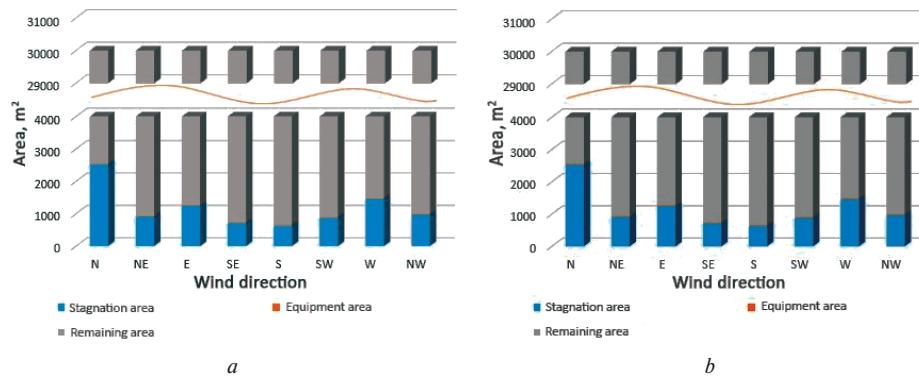 31000
30000
29000
4000
3000
2000
1000
0
Area, m²
N NE E SE S SW W NW
Wind direction
Stagnation area Equipment area
Remaining area
a
31000
30000
29000
4000
3000
2000
1000
0
Area, m²
N NE E SE S SW W NW
Wind direction
Stagnation area Equipment area
Remaining area
b